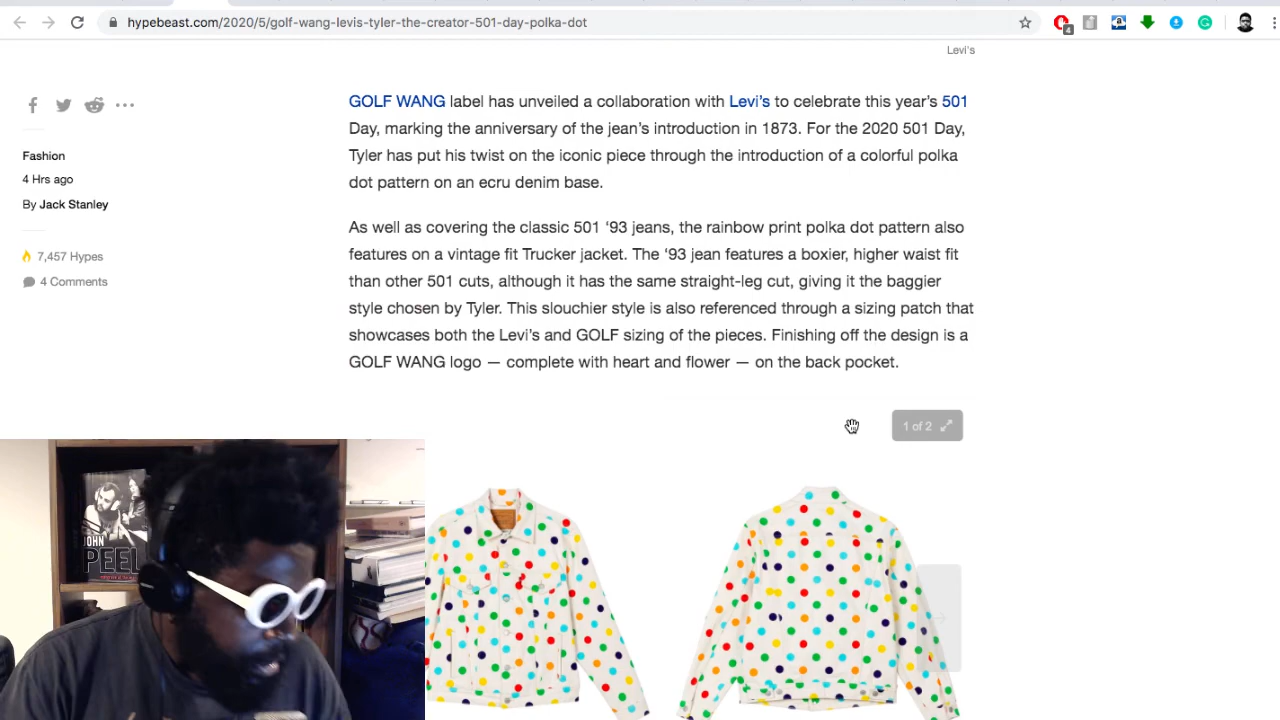 hypebeast.com/2020/5/golf-wang-levis-tyler-the-creator-501-day-polka-dot
4
Levi's
GOLF WANG label has unveiled a collaboration with Levi’s to celebrate this year’s 501
Day, marking the anniversary of the jean’s introduction in 1873. For the 2020 501 Day,
Tyler has put his twist on the iconic piece through the introduction of a colorful polka
dot pattern on an ecru denim base.
Fashion
4 Hrs ago
By Jack Stanley
7,457 Hypes
4 Comments
As well as covering the classic 501 ‘93 jeans, the rainbow print polka dot pattern also
features on a vintage fit Trucker jacket. The ‘93 jean features a boxier, higher waist fit
than other 501 cuts, although it has the same straight-leg cut, giving it the baggier
style chosen by Tyler. This slouchier style is also referenced through a sizing patch that
showcases both the Levi’s and GOLF sizing of the pieces. Finishing off the design is a
GOLF WANG logo — complete with heart and flower — on the back pocket.
1 of 2
JOHN
PEEL